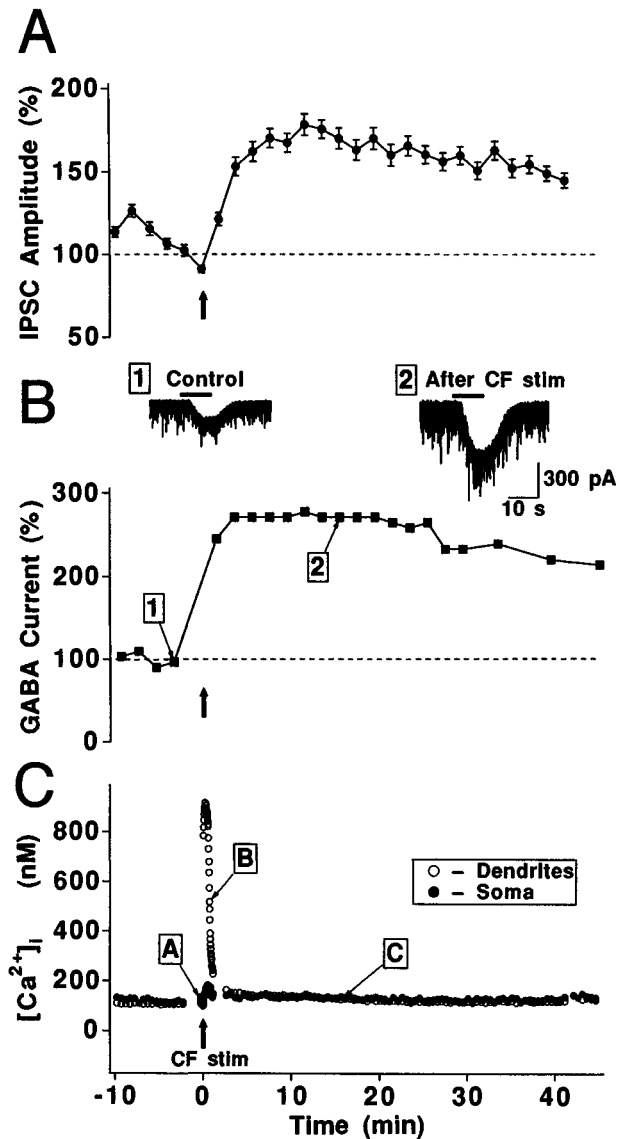 A
IPSC Amplitude (%)
200
150
100
50
1 Control
2 After CF stim
300 pA
10 s
B
GABA Current (%)
300
200
100
0
1
2
C
[Ca2+]i (nM)
800
600
400
200
0
A
B
C
– Dendrites
– Soma
CF stim
-10 0 10 20 30 40
Time (min)